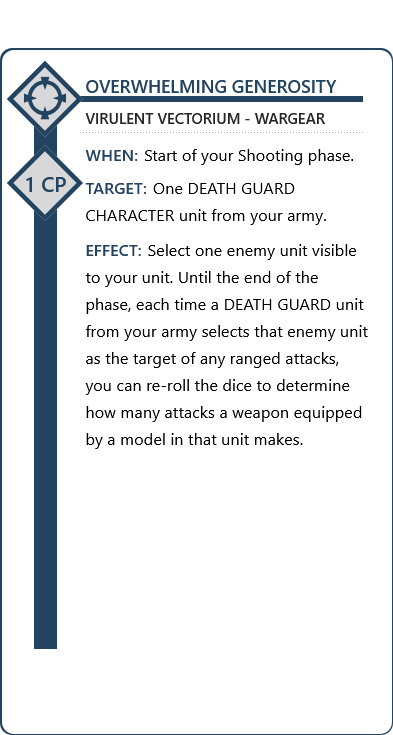 OVERWHELMING GENEROSITY
VIRULENT VECTORIUM - WARGEAR
WHEN: Start of your Shooting phase.
1 CP
TARGET: One DEATH GUARD
CHARACTER unit from your army.
EFFECT: Select one enemy unit visible
to your unit. Until the end of the
phase, each time a DEATH GUARD unit
from your army selects that enemy unit
as the target of any ranged attacks,
you can re-roll the dice to determine
how many attacks a weapon equipped
by a model in that unit makes.